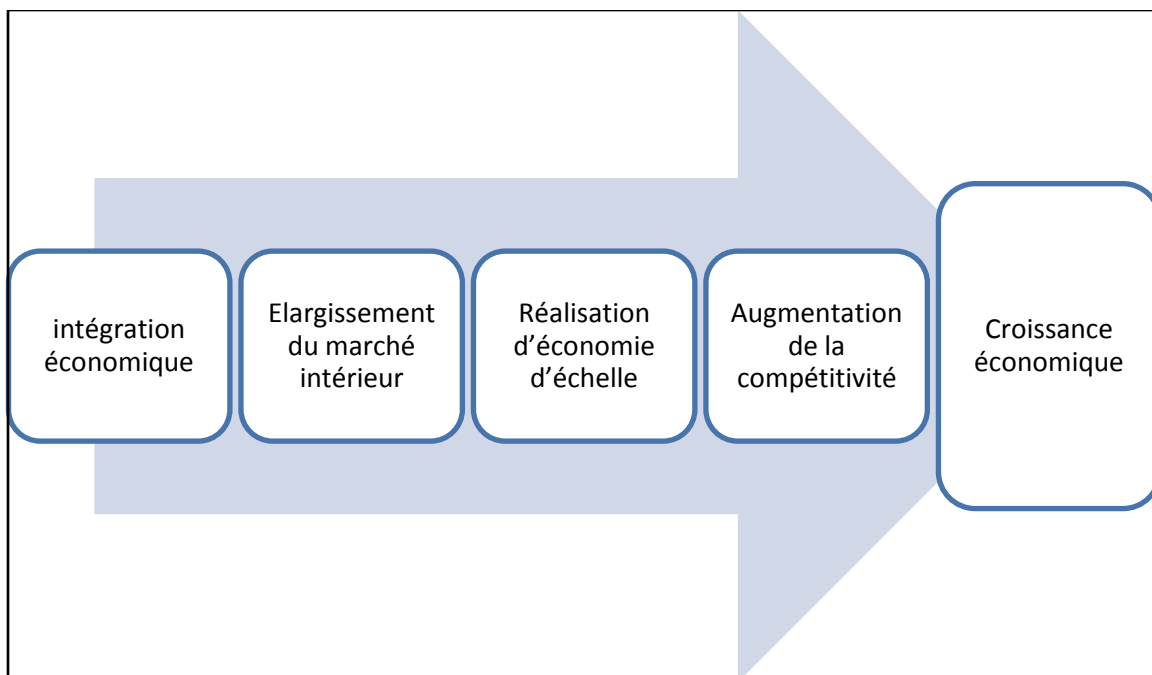 intégration
économique
Elargissement
du marché
intérieur
Réalisation
d’économie
d’échelle
Augmentation
de la
compétitivité
Croissance
économique